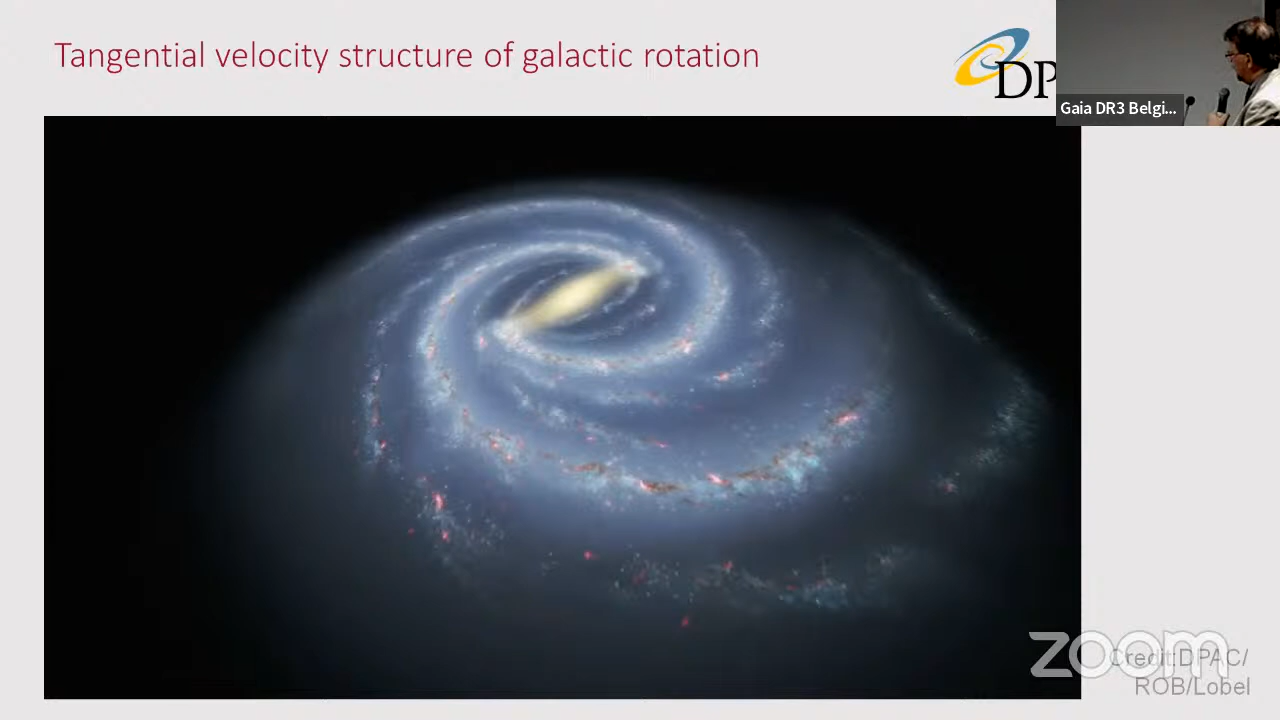 Tangential velocity structure of galactic rotation
DP
Gaia DR3 Belgi...
zoom
Credit:DPAC/
ROB/Lobel